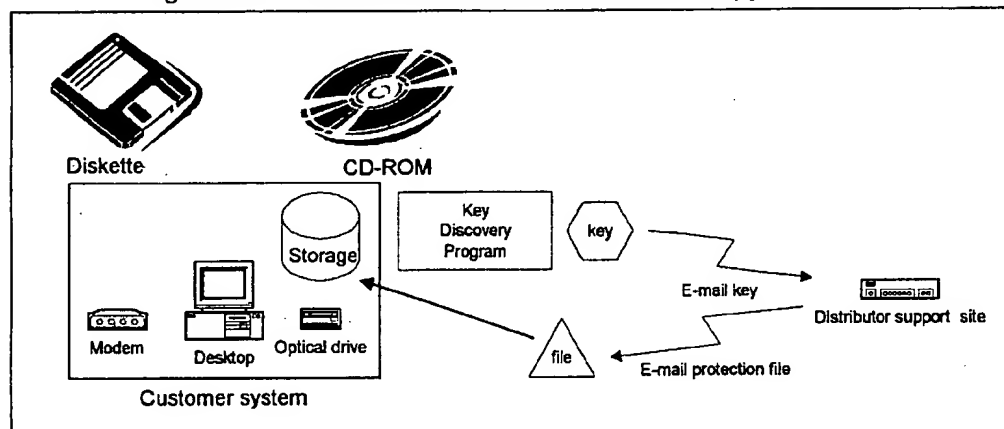 Diskette
CD-ROM
Key
Discovery
Program
key
Storage
E-mail key
Distributor support site
Modem
Desktop
Optical drive
file
E-mail protection file
Customer system